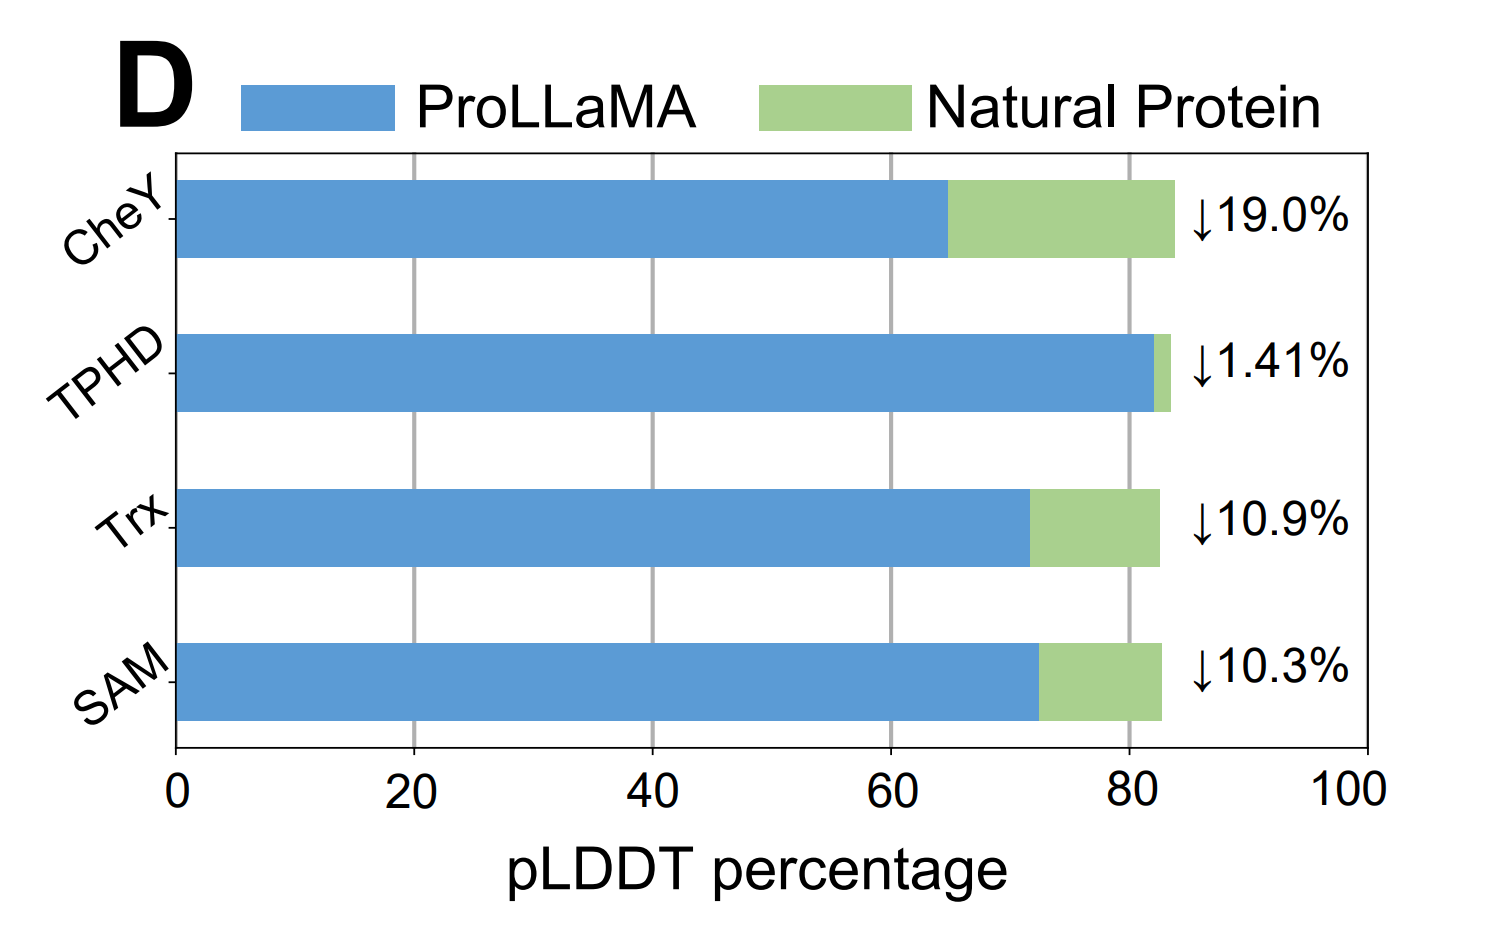 D
ProLLaMA Natural Protein
CheY ↓19.0%
TPHD ↓1.41%
Trx ↓10.9%
SAM ↓10.3%
0 20 40 60 80 100
pLDDT percentage